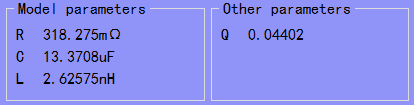 Model parameters
R 318.275mΩ
C 13.3708uF
L 2.62575nH
Other parameters
Q 0.04402